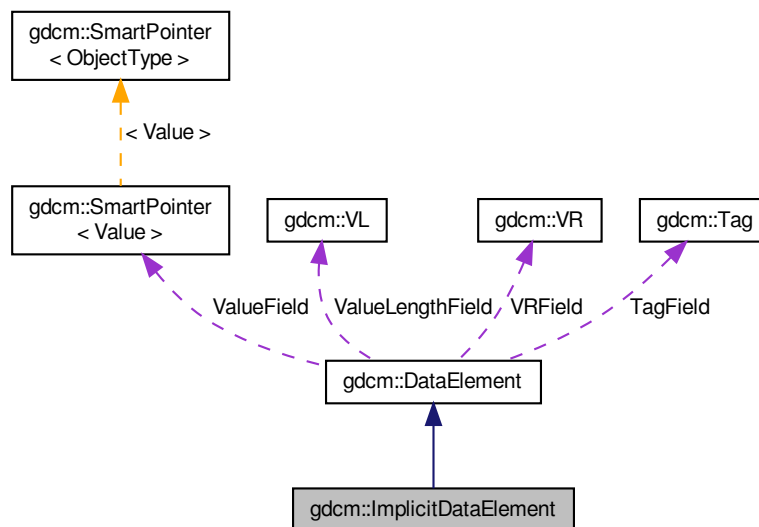 gdcm::SmartPointer
< ObjectType >
< Value >
gdcm::SmartPointer
< Value >
gdcm::VL
gdcm::VR
gdcm::Tag
ValueField
ValueLengthField
VRField
TagField
gdcm::DataElement
gdcm::ImplicitDataElement